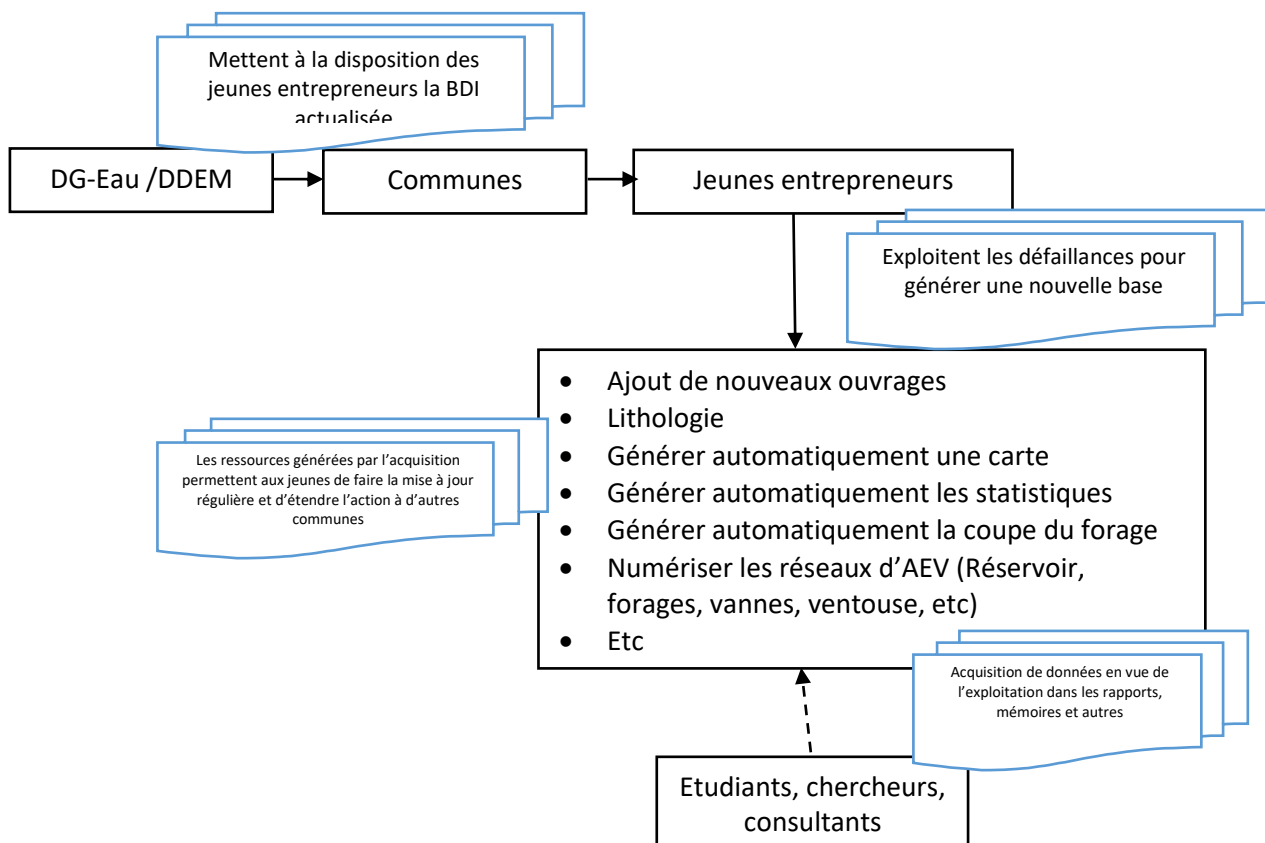 Mettent à la disposition des
jeunes entrepreneurs la BDI
actualisée
DG-Eau /DDEM
Communes
Jeunes entrepreneurs
Exploitent les défaillances pour
générer une nouvelle base
• Ajout de nouveaux ouvrages
• Lithologie
• Générer automatiquement une carte
• Générer automatiquement les statistiques
• Générer automatiquement la coupe du forage
• Numériser les réseaux d’AEV (Réservoir,
forages, vannes, ventouse, etc)
• Etc
Les ressources générées par l’acquisition
permettent aux jeunes de faire la mise à jour
régulière et d’étendre l’action à d’autres
communes
Acquisition de données en vue de
l’exploitation dans les rapports,
mémoires et autres
Etudiants, chercheurs,
consultants